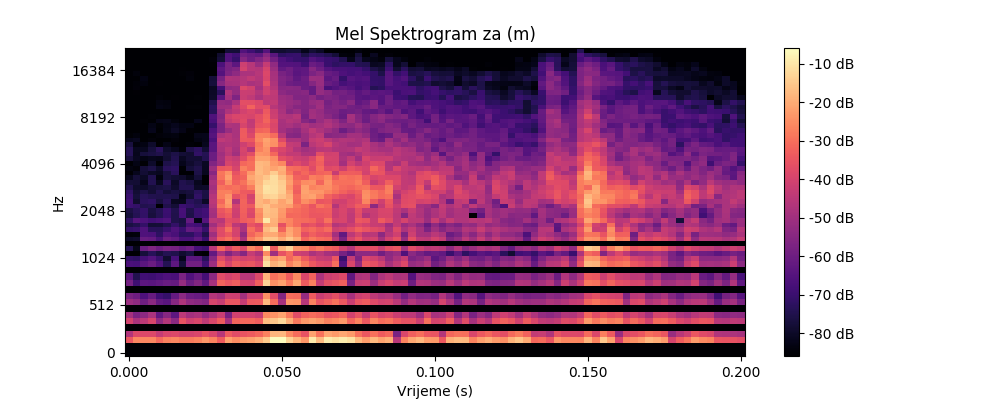 Mel Spektrogram za (m)
16384
8192
4096
2048
1024
512
0
Hz
0.000
0.050
0.100
0.150
0.200
Vrijeme (s)
-10 dB
-20 dB
-30 dB
-40 dB
-50 dB
-60 dB
-70 dB
-80 dB